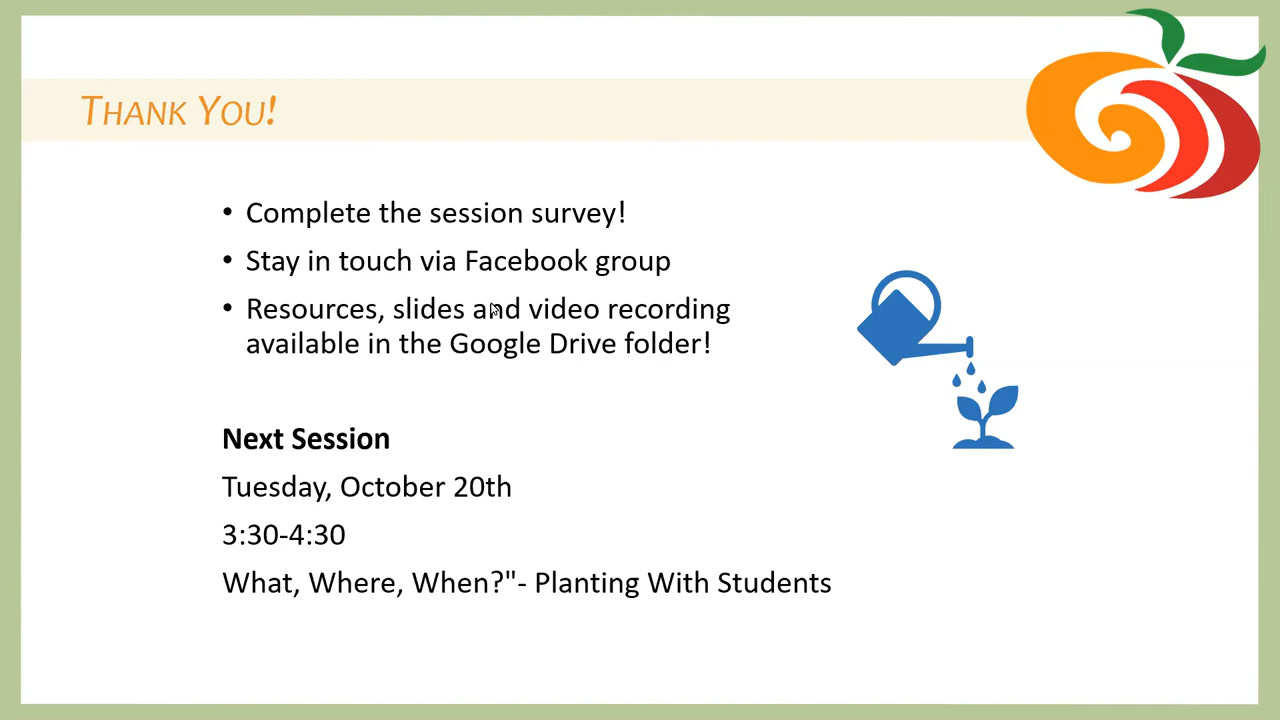 Thank You!
• Complete the session survey!
• Stay in touch via Facebook group
• Resources, slides and video recording
available in the Google Drive folder!
Next Session
Tuesday, October 20th
3:30-4:30
What, Where, When?"- Planting With Students